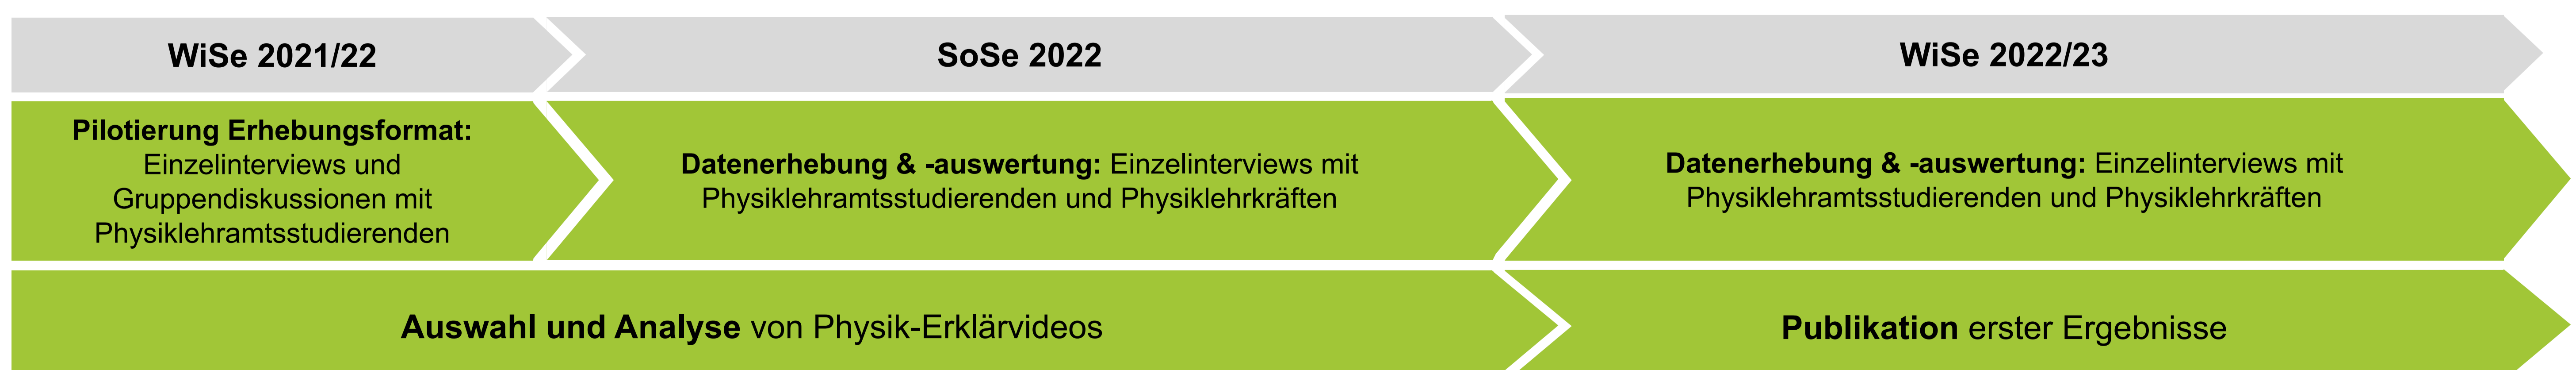 WiSe 2021/22
SoSe 2022
WiSe 2022/23
Pilotierung Erhebungsformat:
Einzelinterviews und
Gruppendiskussionen mit
Physiklehramtsstudierenden
Datenerhebung & -auswertung: Einzelinterviews mit
Physiklehramtsstudierenden und Physiklehrkräften
Datenerhebung & -auswertung: Einzelinterviews mit
Physiklehramtsstudierenden und Physiklehrkräften
Auswahl und Analyse von Physik-Erklärvideos
Publikation erster Ergebnisse